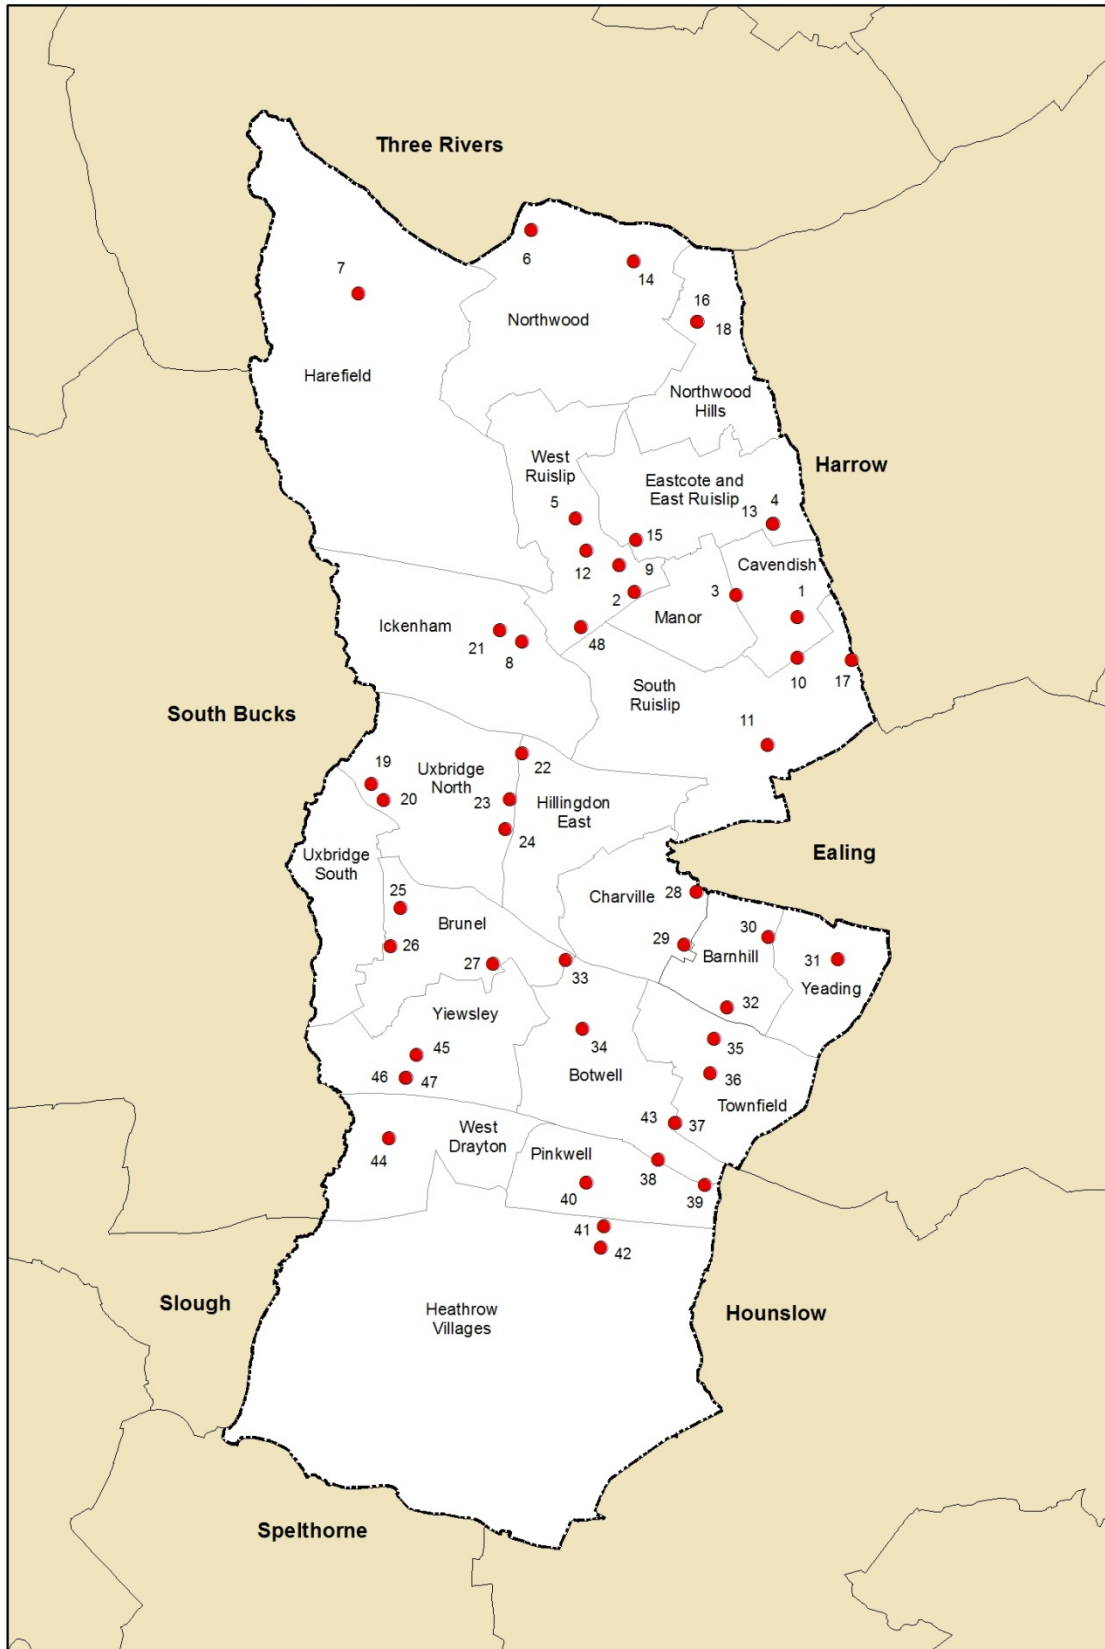 Three Rivers
6
14
7
16
18
Northwood
Harefield
Northwood
Hills
West
Ruislip
Harrow
Eastcote and
East Ruislip
5
13
4
15
12
9
Cavendish
2
3
1
Manor
Ickenham
21
8
48
10
17
South
Ruislip
South Bucks
11
19
22
Uxbridge
North
20
23
Hillingdon
East
24
Uxbridge
South
Ealing
25
Charville
28
Brunel
30
26
29
Barnhill
27
31
33
Yeading
32
Yiewsley
45
34
35
46
47
Botwell
36
Townfield
43
37
West
Drayton
44
Pinkwell
38
40
39
41
42
Slough
Heathrow
Villages
Hounslow
Spelthorne